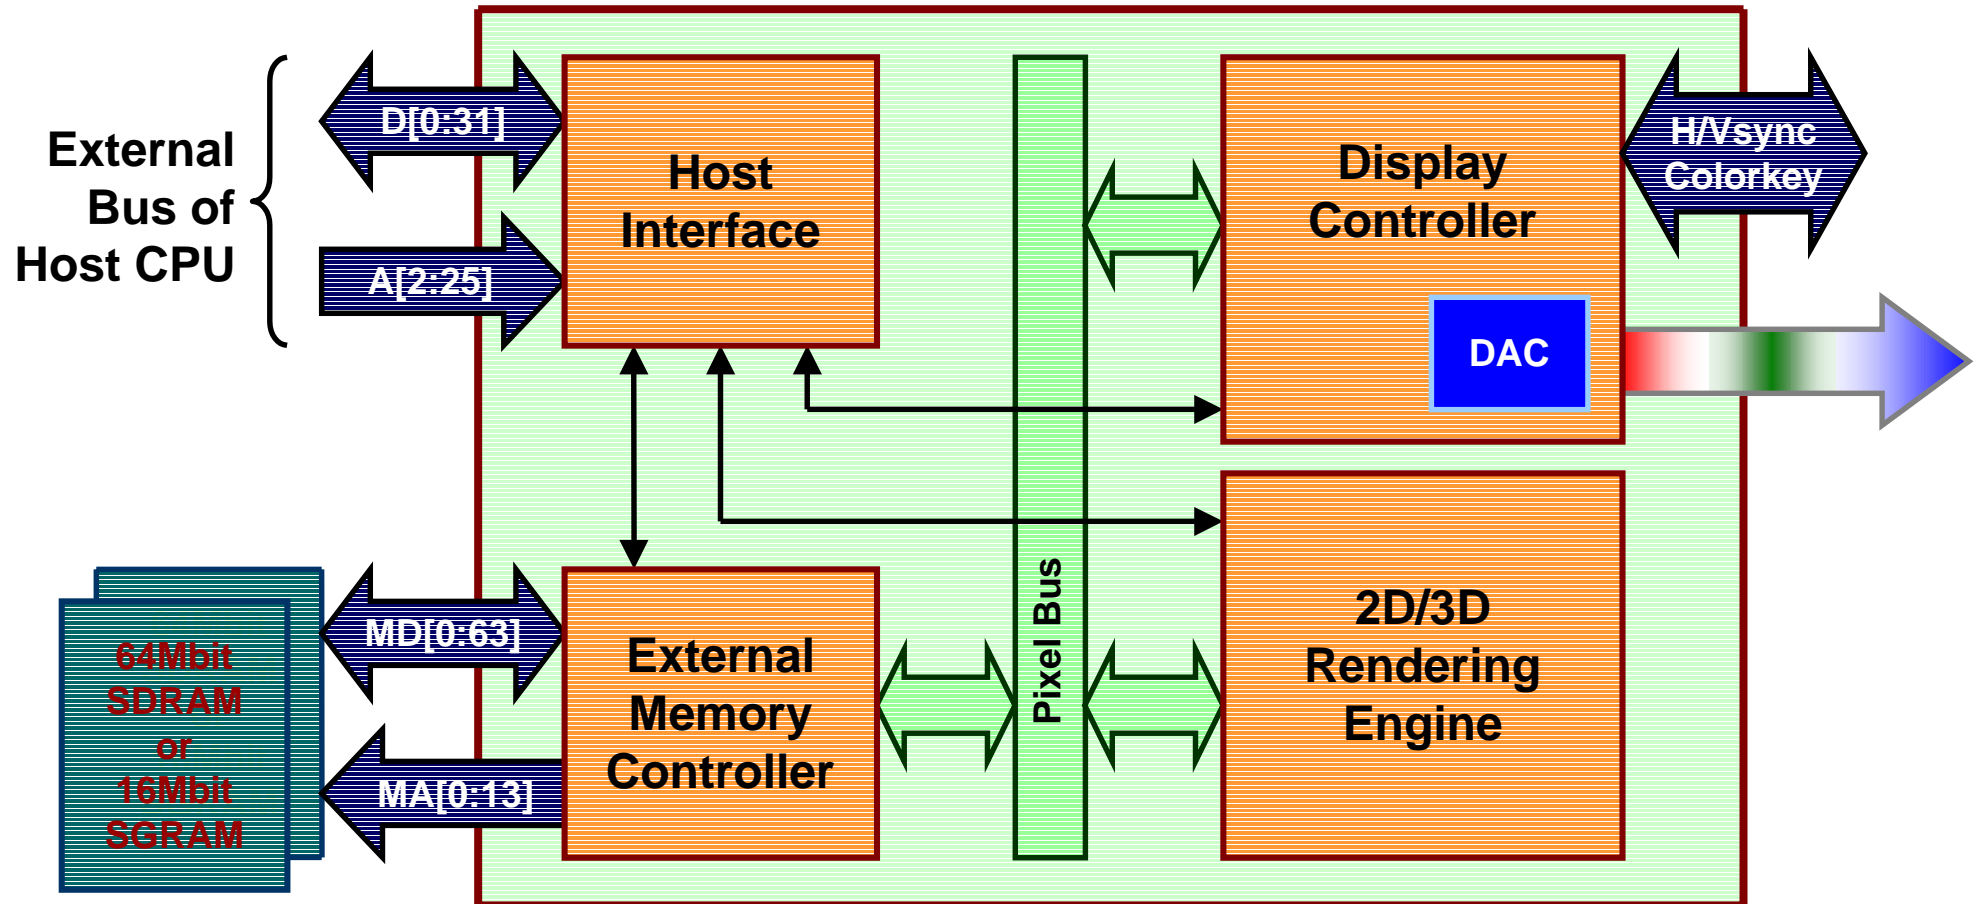 External
Bus of
Host CPU
D[0:31]
A[2:25]
Host
Interface
Display
Controller
DAC
H/Vsync
Colorkey
64Mbit
SDRAM
or
16Mbit
SGRAM
MD[0:63]
MA[0:13]
External
Memory
Controller
Pixel Bus
2D/3D
Rendering
Engine